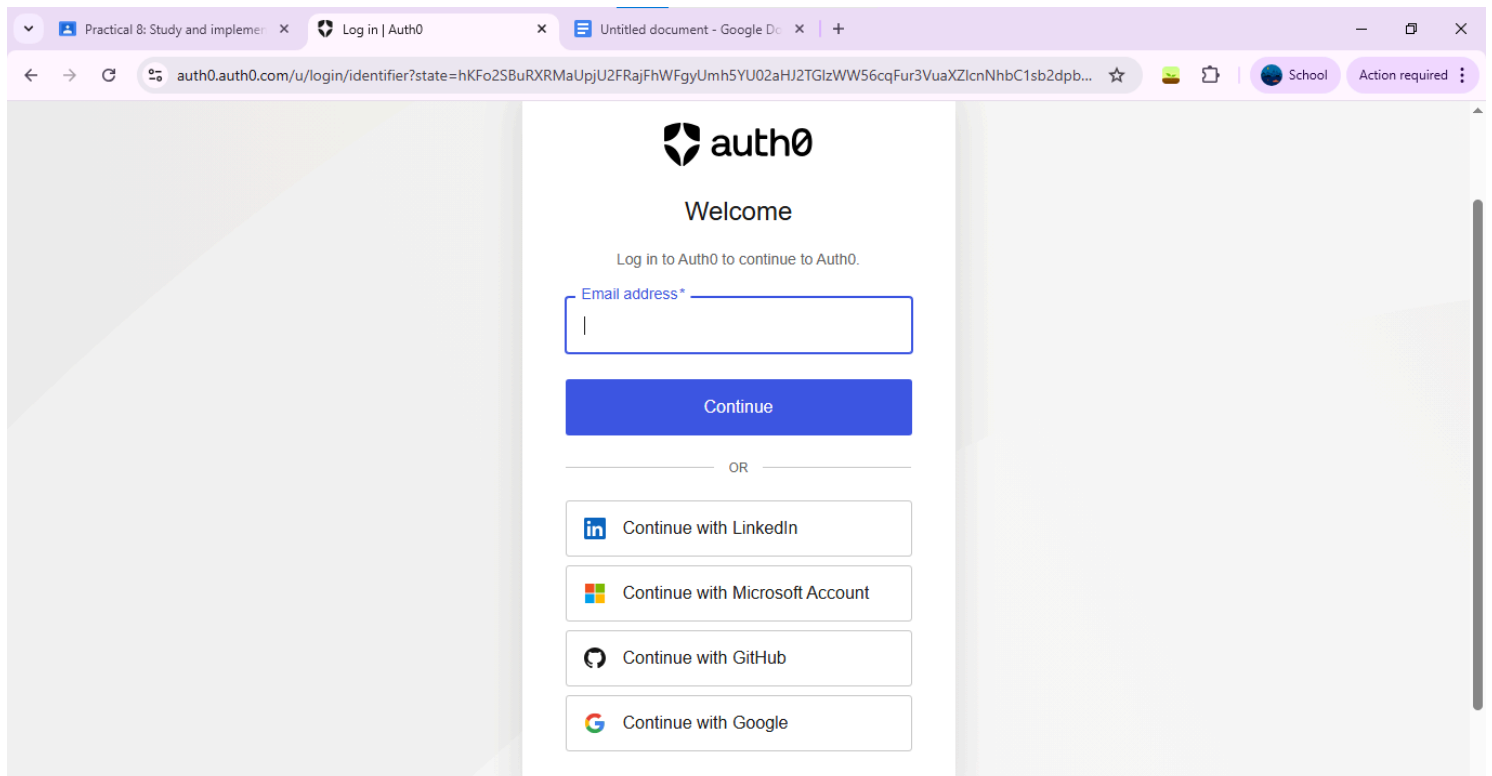 Practical 8: Study and implemen
Log in | Auth0
Untitled document - Google Do
auth0.auth0.com/u/login/identifier?state=hKFo2SBuRXRMaUpjU2FRajFhWFgyUmh5YU02aHJ2TGIzWW56cqFur3VuaXZlcnNhbC1sb2dpb...
School
Action required
auth0
Welcome
Log in to Auth0 to continue to Auth0.
Email address*
Continue
OR
Continue with LinkedIn
Continue with Microsoft Account
Continue with GitHub
Continue with Google